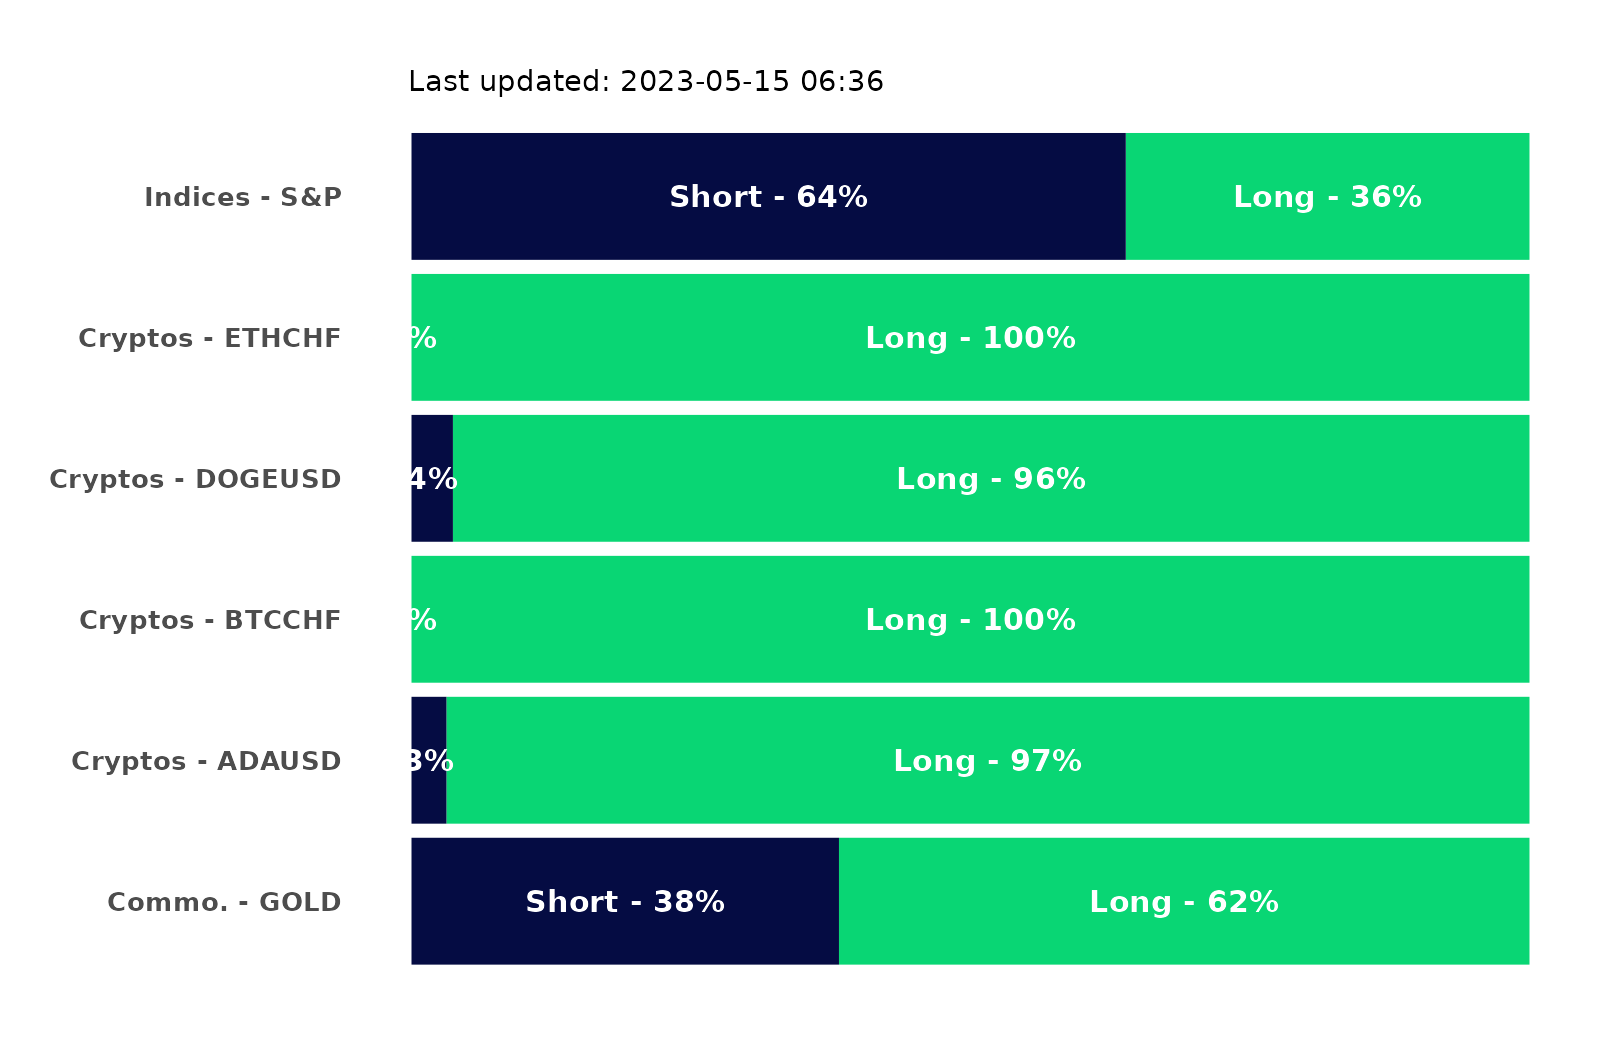 Last updated: 2023-05-15 06:36
Indices - S&P Short - 64% Long - 36%
Cryptos - ETHCHF % Long - 100%
Cryptos - DOGEUSD 4% Long - 96%
Cryptos - BTCCHF % Long - 100%
Cryptos - ADAUSD 3% Long - 97%
Commo. - GOLD Short - 38% Long - 62%